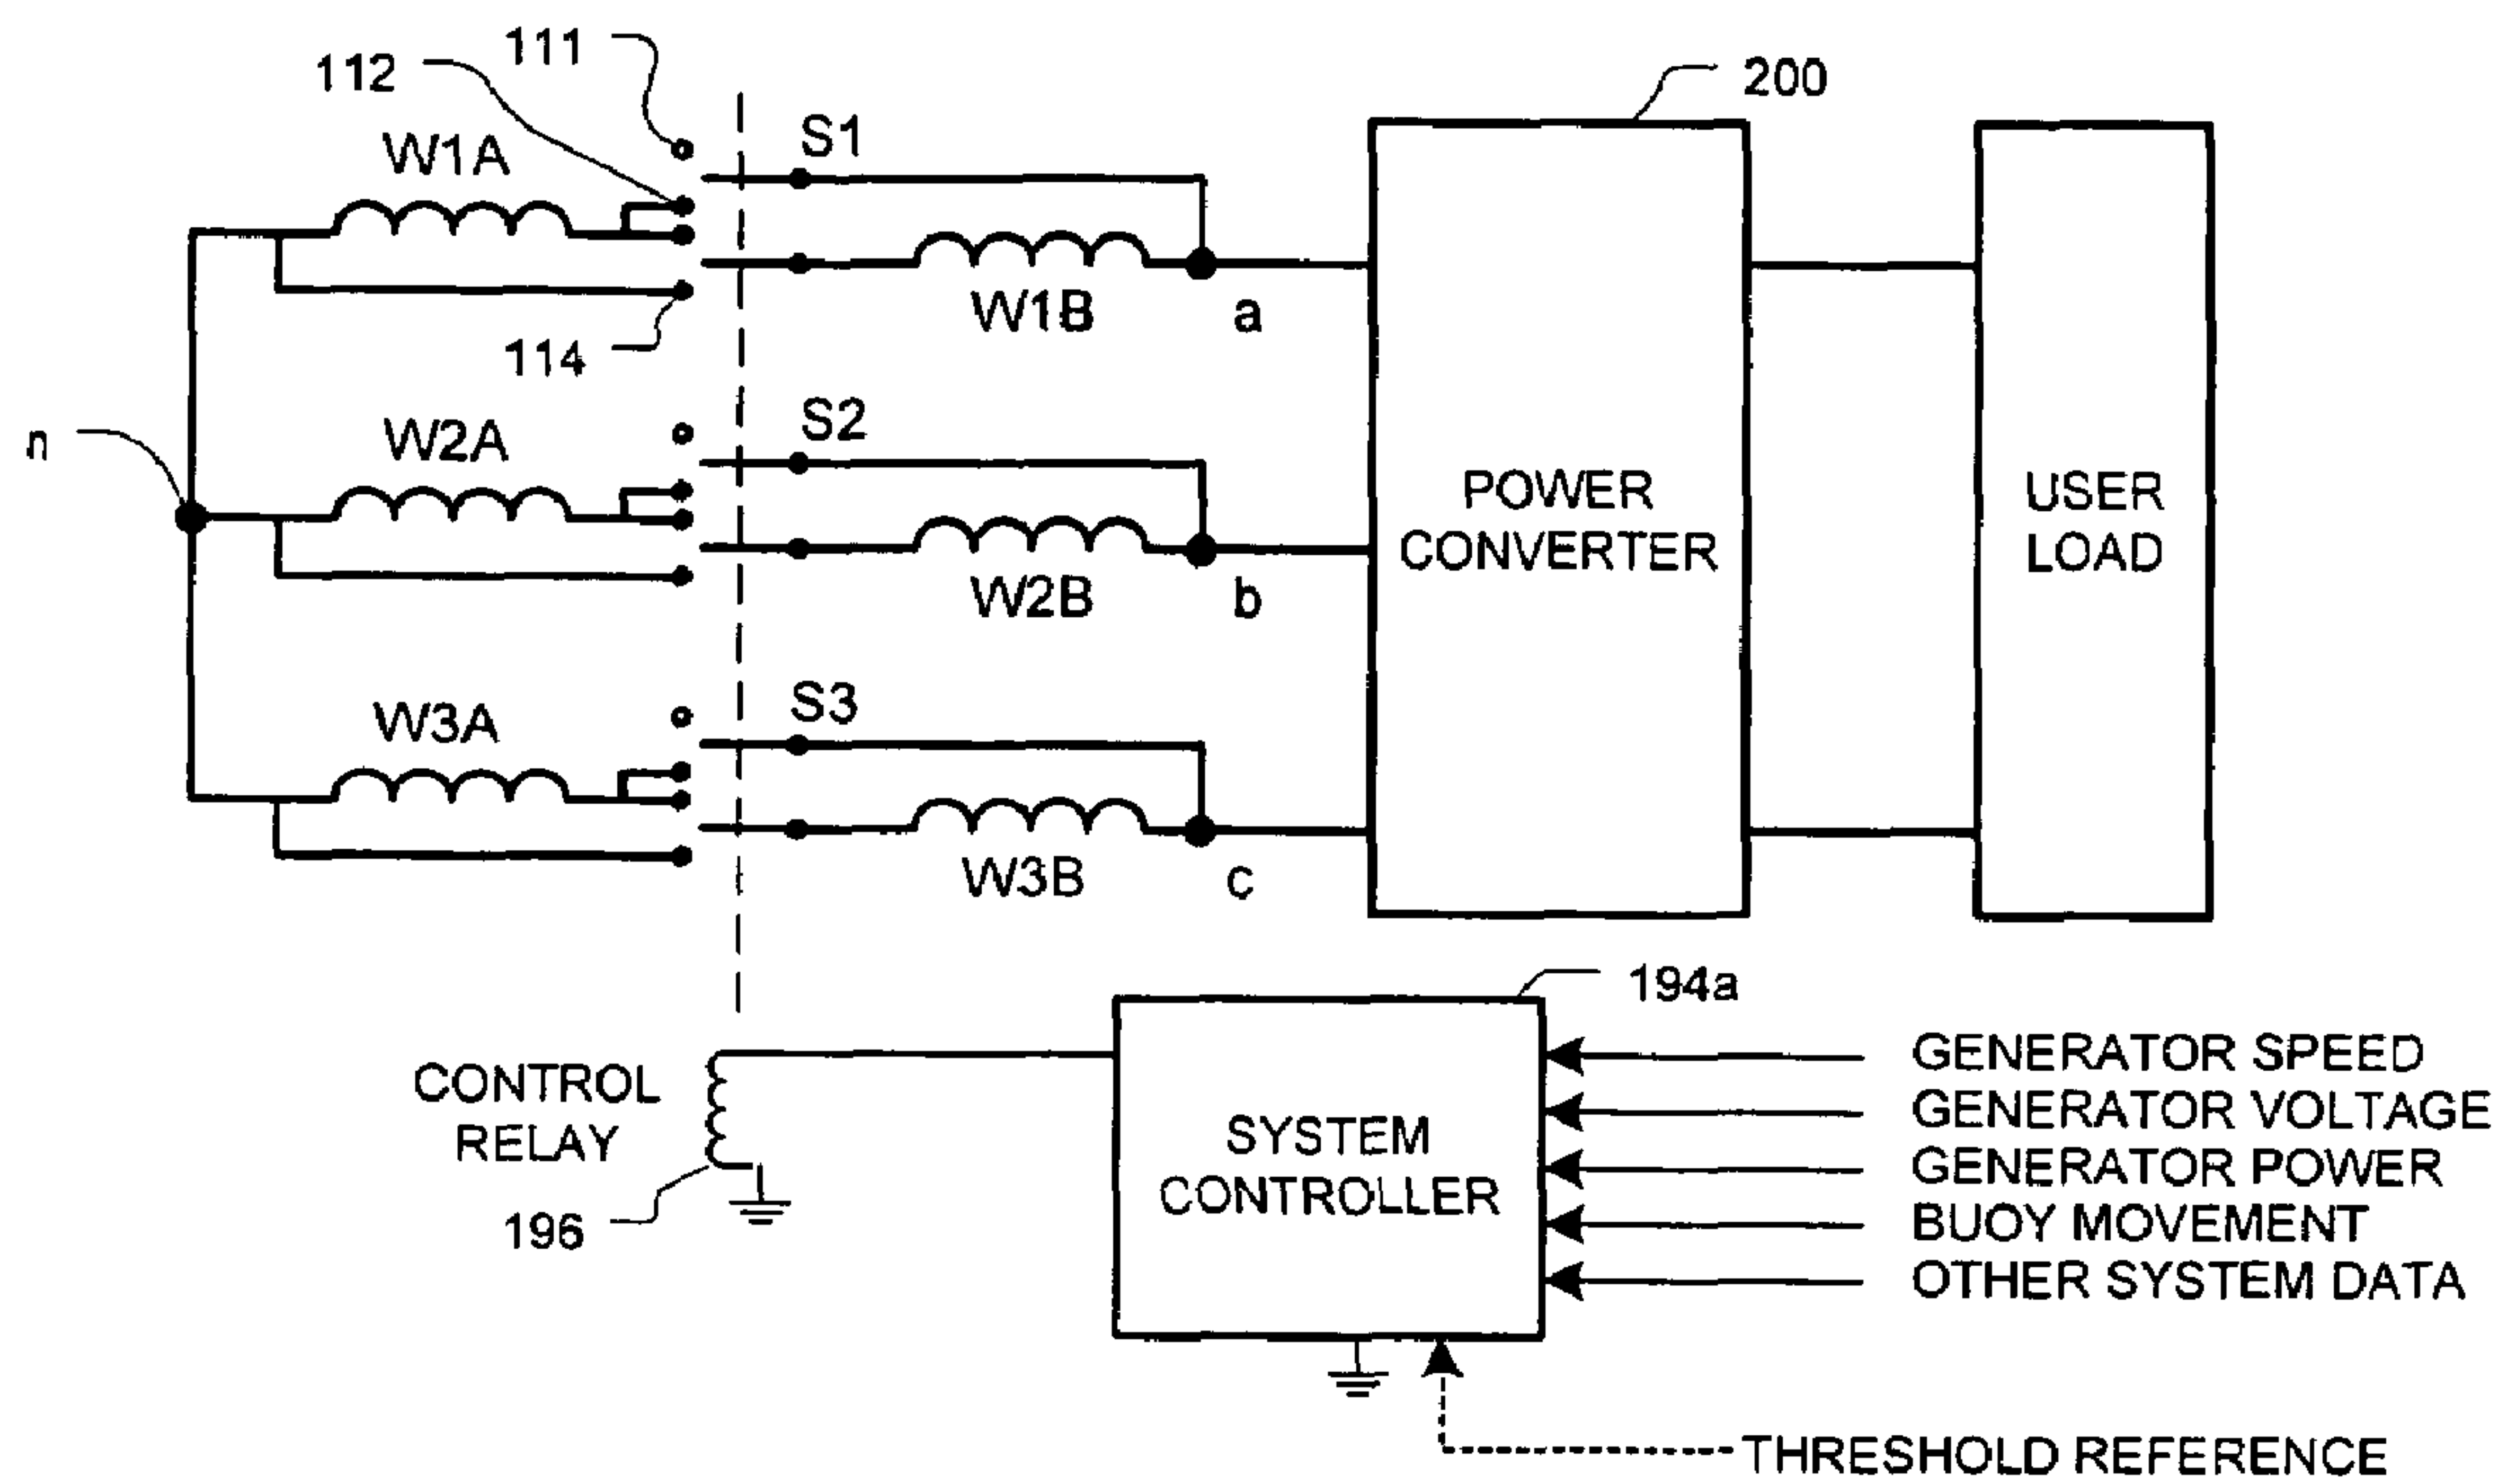 111
112
200
S1
W1A
W1B
a
114
S2
n
W2A
POWER
CONVERTER
USER
LOAD
W2B
b
S3
W3A
W3B
c
194a
CONTROL
RELAY
196
SYSTEM
CONTROLLER
GENERATOR SPEED
GENERATOR VOLTAGE
GENERATOR POWER
BUOY MOVEMENT
OTHER SYSTEM DATA
THRESHOLD REFERENCE